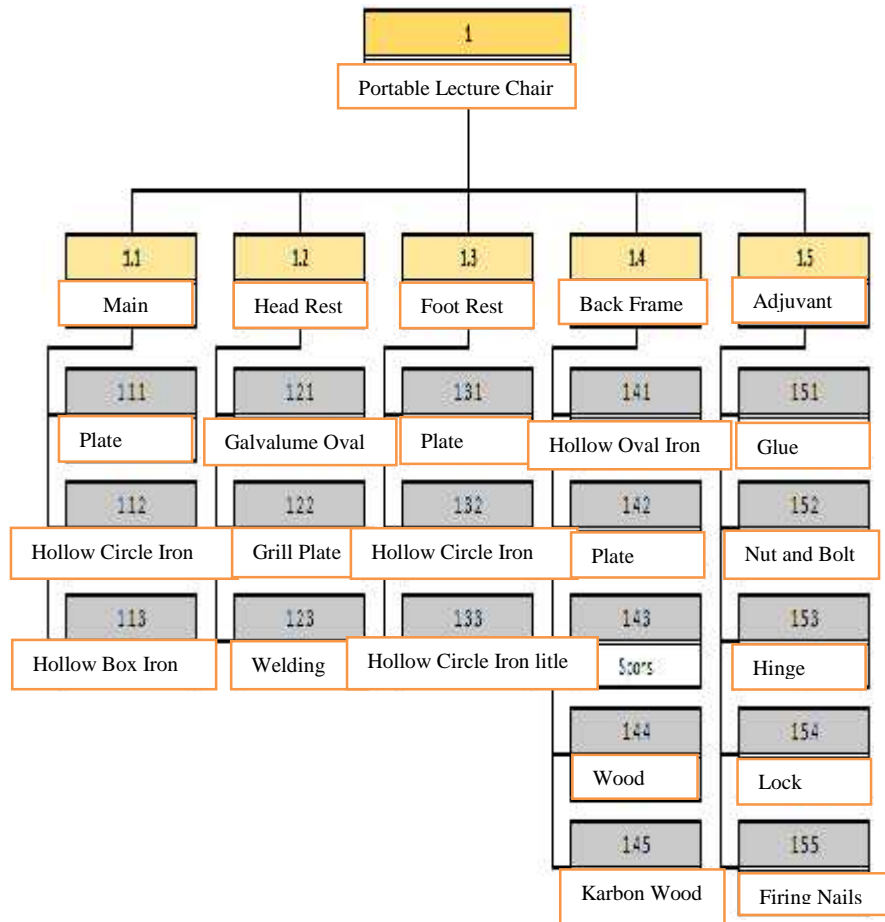 1
Portable Lecture Chair
1.1
Main
1.2
Head Rest
1.3
Foot Rest
1.4
Back Frame
1.5
Adjuvant
111
Plate
121
Galvalume Oval
131
Plate
141
Hollow Oval Iron
151
Glue
112
Hollow Circle Iron
122
Grill Plate
132
Hollow Circle Iron
142
Plate
152
Nut and Bolt
113
Hollow Box Iron
123
Welding
133
Hollow Circle Iron litle
143
153
Hinge
144
Wood
154
Lock
145
Karbon Wood
155
Firing Nails